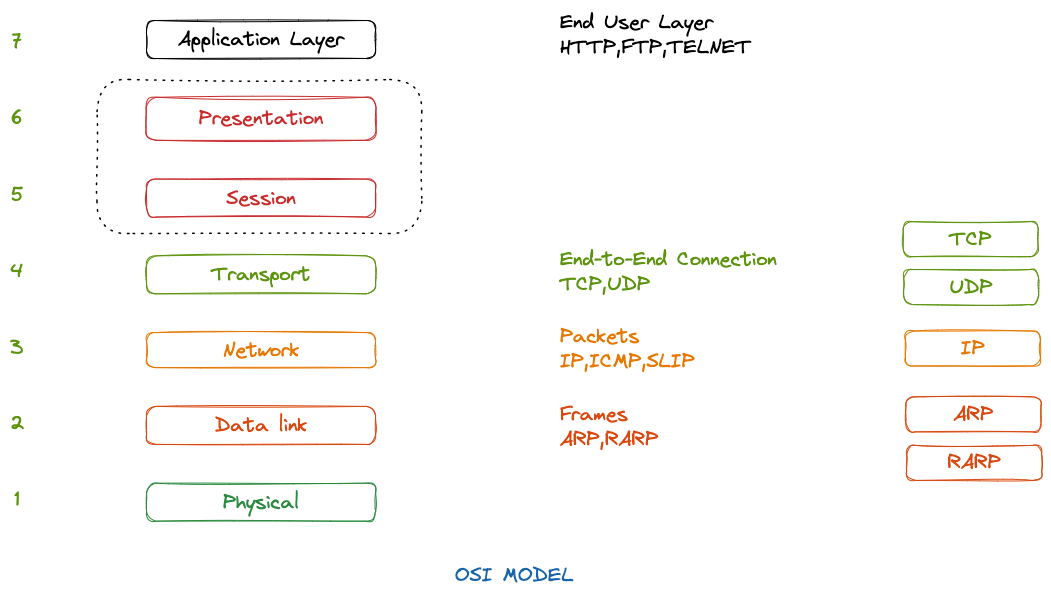 7
Application Layer
End User Layer
HTTP,FTP,TELNET
6
Presentation
5
Session
4
Transport
End-to-End Connection
TCP,UDP
TCP
UDP
3
Network
Packets
IP,ICMP,SLIP
IP
2
Data link
Frames
ARP,RARP
ARP
RARP
1
Physical
OSI MODEL